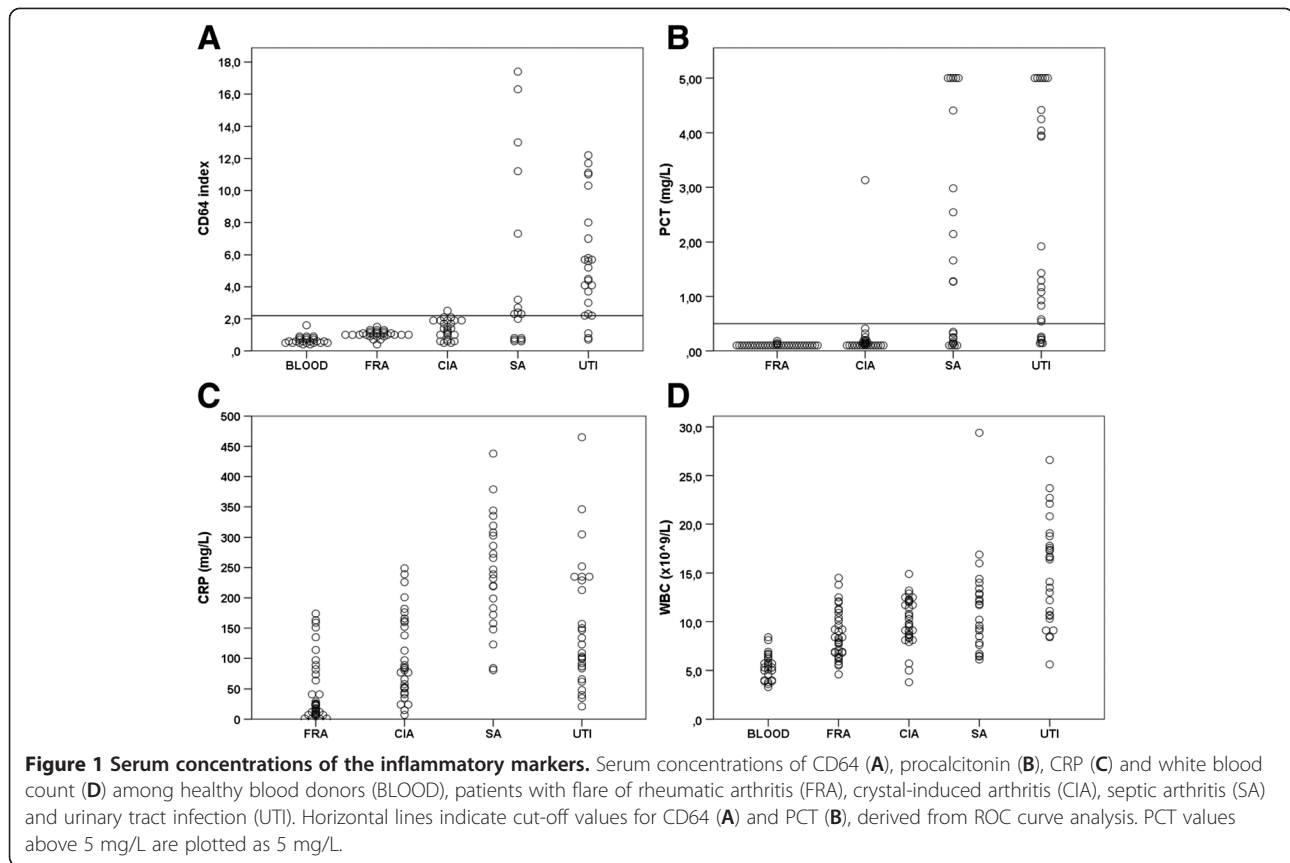 A
18,0
16,0
14,0
12,0
10,0
8,0
6,0
4,0
2,0
,0
CD64 index
BLOOD FRA CIA SA UTI
B
5,00
4,00
3,00
2,00
1,00
,00
PCT (mg/L)
FRA CIA SA UTI
C
500
450
400
350
300
250
200
150
100
50
0
CRP (mg/L)
FRA CIA SA UTI
D
30,0
25,0
20,0
15,0
10,0
5,0
,0
WBC (x10^9/L)
BLOOD FRA CIA SA UTI
Figure 1 Serum concentrations of the inflammatory markers. Serum concentrations of CD64 (A), procalcitonin (B), CRP (C) and white blood
count (D) among healthy blood donors (BLOOD), patients with flare of rheumatic arthritis (FRA), crystal-induced arthritis (CIA), septic arthritis (SA)
and urinary tract infection (UTI). Horizontal lines indicate cut-off values for CD64 (A) and PCT (B), derived from ROC curve analysis. PCT values
above 5 mg/L are plotted as 5 mg/L.